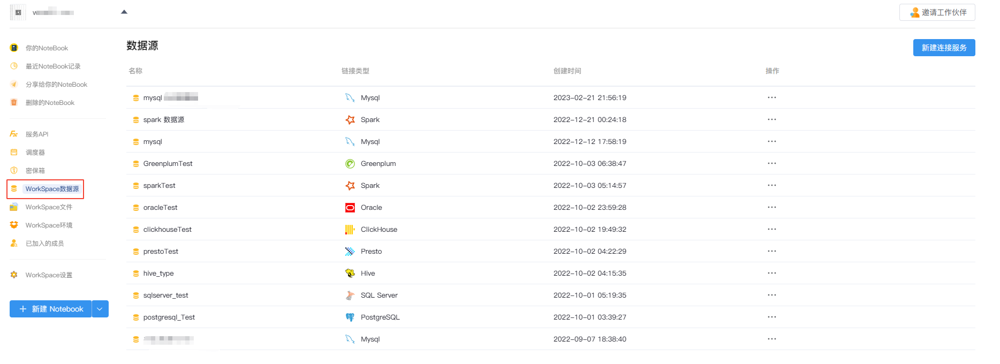 邀请工作伙伴
你的NoteBook
最近NoteBook记录
分享给你的NoteBook
删除的NoteBook
服务API
调度器
密保箱
WorkSpace数据源
WorkSpace文件
WorkSpace环境
已加入的成员
WorkSpace设置
新建 Notebook
数据源
新建连接服务
名称 链接类型 创建时间 操作
mysql Mysql 2023-02-21 21:56:19 ...
spark 数据源 Spark 2022-12-21 00:24:18 ...
mysql Mysql 2022-12-12 17:58:19 ...
GreenplumTest Greenplum 2022-10-03 06:38:47 ...
sparkTest Spark 2022-10-03 05:14:57 ...
oracleTest Oracle 2022-10-02 23:59:28 ...
clickhouseTest ClickHouse 2022-10-02 19:49:32 ...
prestoTest Presto 2022-10-02 04:22:29 ...
hive_type Hive 2022-10-02 04:15:35 ...
sqlserver_test SQL Server 2022-10-01 05:19:35 ...
postgresql_Test PostgreSQL 2022-10-01 03:39:27 ...
Mysql 2022-09-07 18:38:40 ...